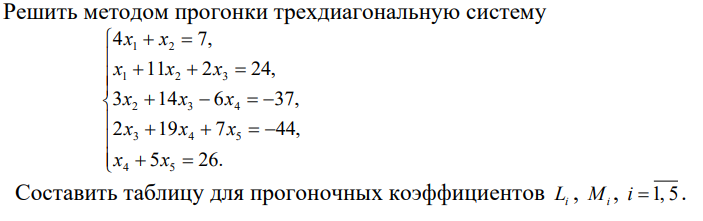 Решить методом прогонки трехдиагональную систему
4x₁ + x₂ = 7,
x₁ +11x₂ + 2x₃ = 24,
3x₂ +14x₃ − 6x₄ = −37,
2x₃ +19x₄ + 7x₅ = −44,
x₄ + 5x₅ = 26.
Составить таблицу для прогоночных коэффициентов Lᵢ , Mᵢ , i = 1, 5 .